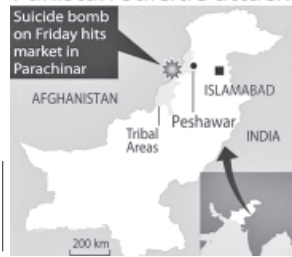 Suicide bomb
on Friday hits
market in
Parachinar
AFGHANISTAN
ISLAMABAD
Peshawar
Tribal
Areas
INDIA
200 km